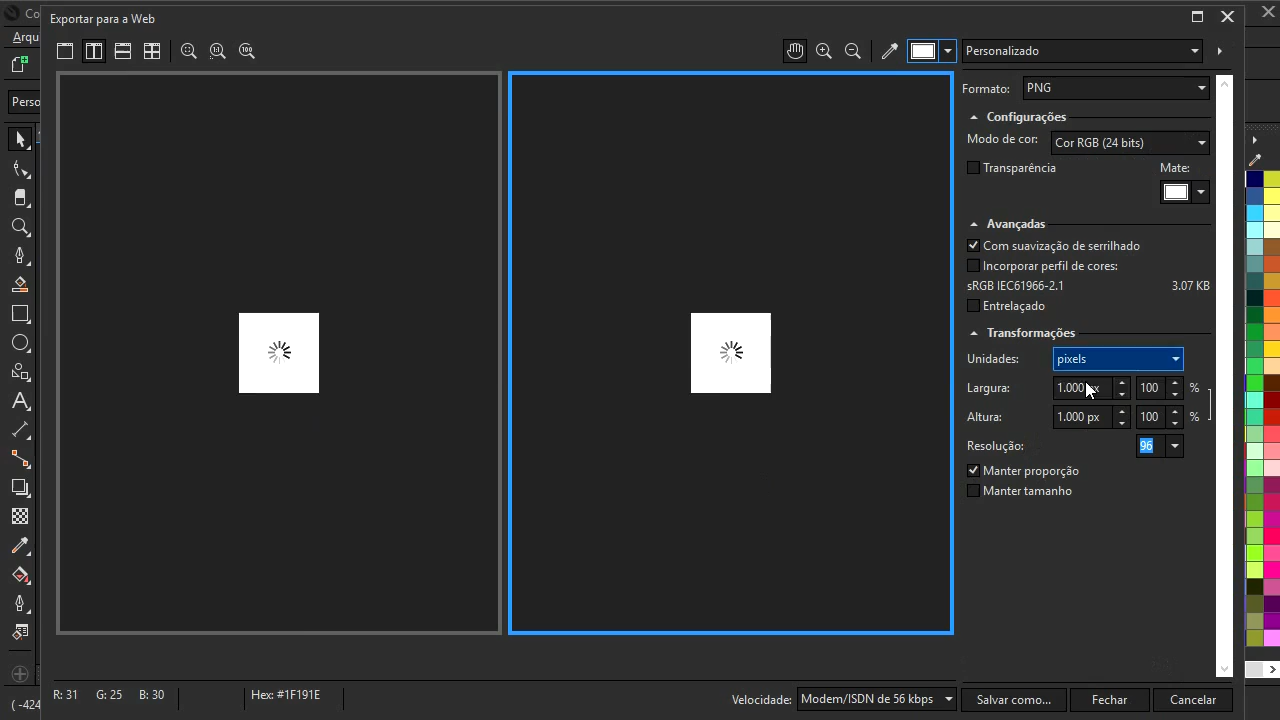 Co
Exportar para a Web
Arqu
Personalizado
Perso
Formato: PNG
Configurações
Modo de cor: Cor RGB (24 bits)
Transparência
Mate:
Avançadas
Com suavização de serrilhado
Incorporar perfil de cores:
sRGB IEC61966-2.1 3.07 KB
Entrelaçado
Transformações
Unidades: pixels
Largura: 1.000 px 100 %
Altura: 1.000 px 100 %
Resolução: 96
Manter proporção
Manter tamanho
R: 31 G: 25 B: 30 Hex: #1F191E
Velocidade: Modem/ISDN de 56 kbps
Salvar como... Fechar Cancelar
( -424